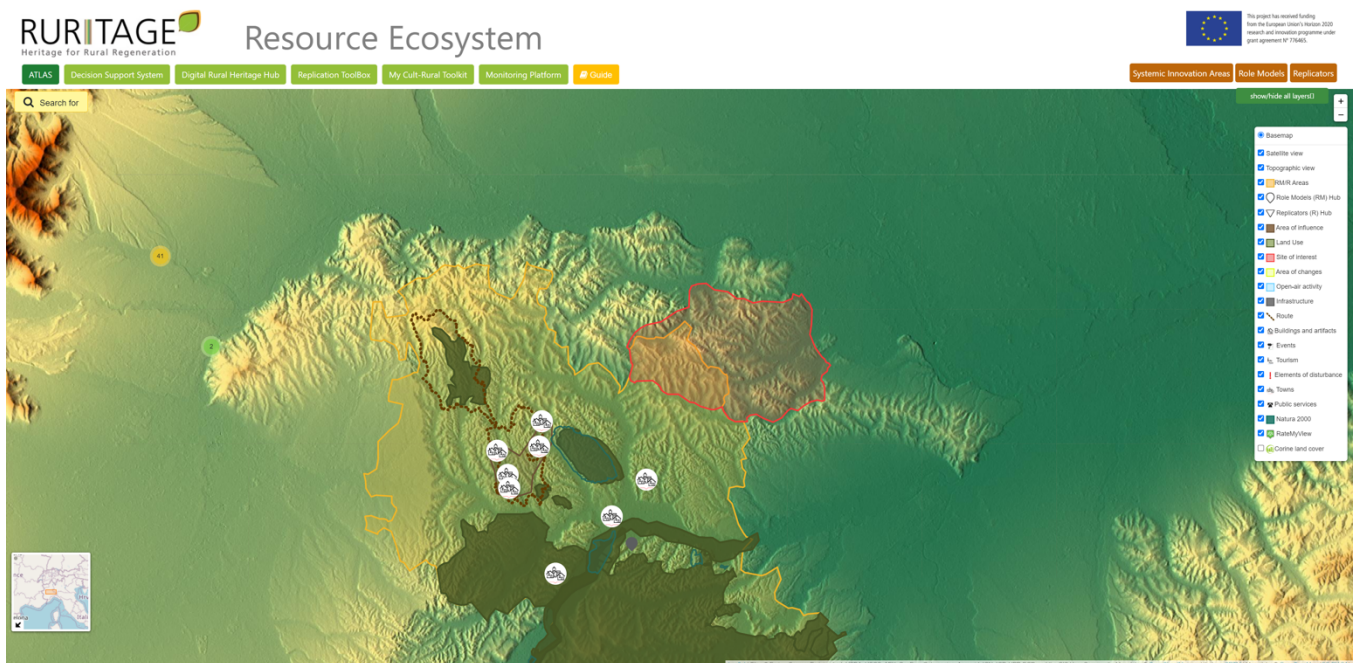 RURITAGE
Heritage for Rural Regeneration
Resource Ecosystem
This project has received funding
from the European Union's Horizon 2020
research and innovation programme under
grant agreement N° 776465.
ATLAS
Decision Support System
Digital Rural Heritage Hub
Replication ToolBox
My Cult-Rural Toolkit
Monitoring Platform
Guide
Systemic Innovation Areas
Role Models
Replicators
Search for
show/hide all layers()
+
−
Basemap
Satellite view
Topographic view
RM/R Areas
Role Models (RM) Hub
Replicators (R) Hub
Area of Influence
Land Use
Site of Interest
Area of changes
Open-air activity
Infrastructure
Route
Buildings and artifacts
Events
Tourism
Elements of disturbance
Towns
Public services
Natura 2000
RateMyView
Corine land cover
41
2